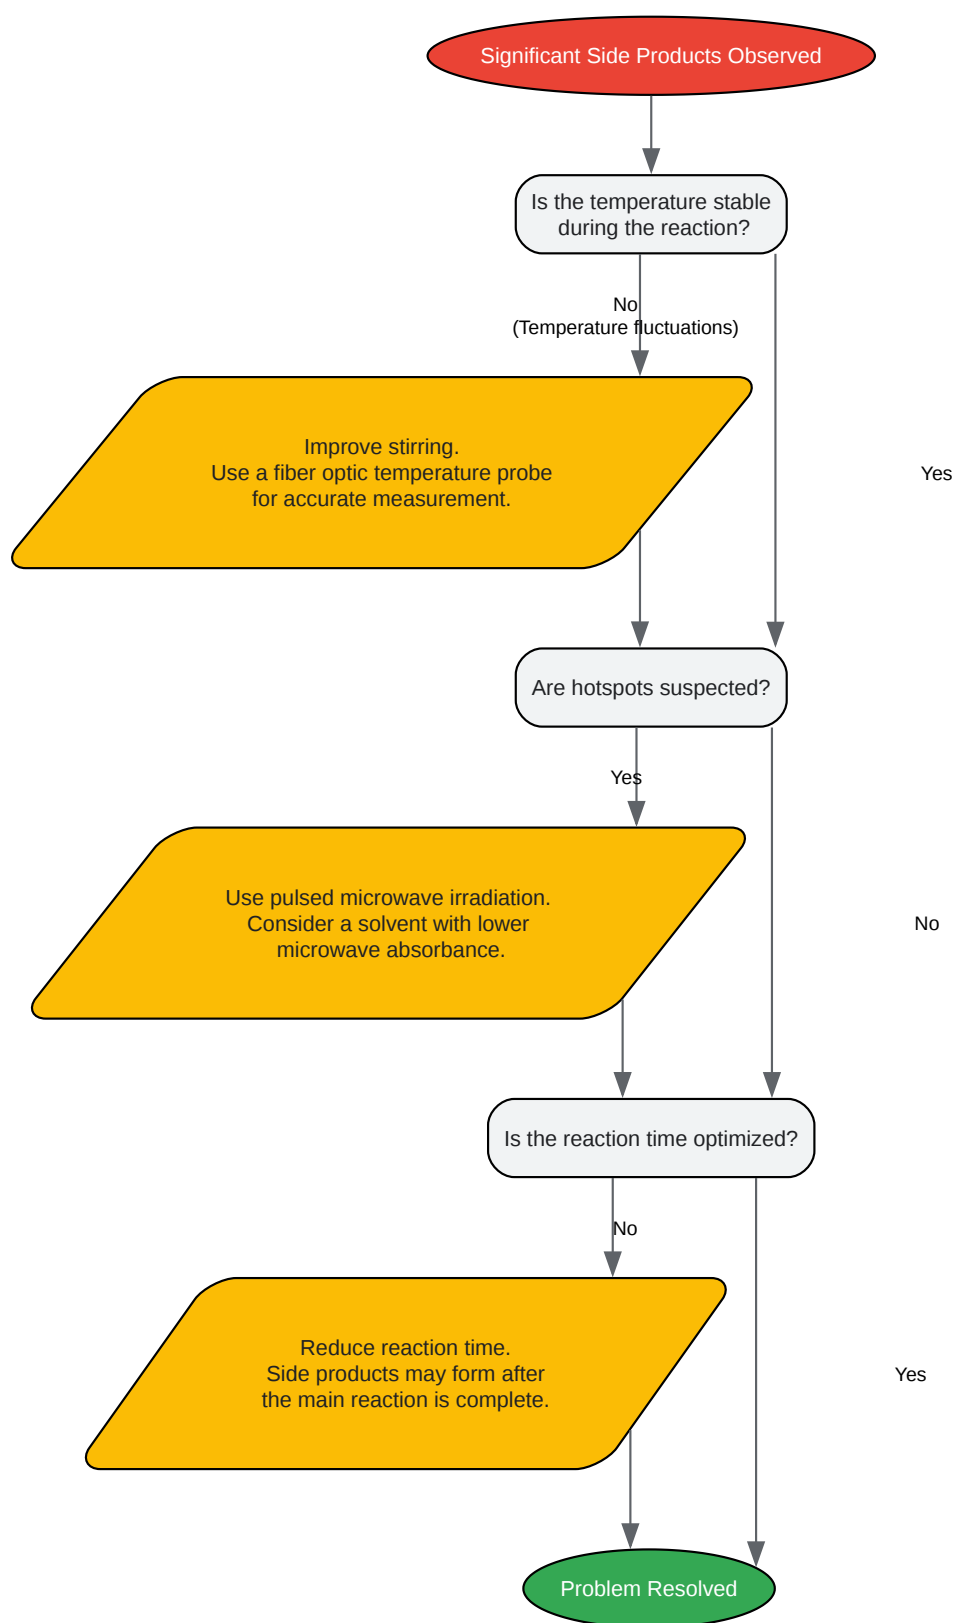 Significant Side Products Observed
Is the temperature stable
during the reaction?
No
(Temperature fluctuations)
Improve stirring.
Use a fiber optic temperature probe
for accurate measurement.
Yes
Are hotspots suspected?
Yes
Use pulsed microwave irradiation.
Consider a solvent with lower
microwave absorbance.
No
Is the reaction time optimized?
No
Reduce reaction time.
Side products may form after
the main reaction is complete.
Yes
Problem Resolved